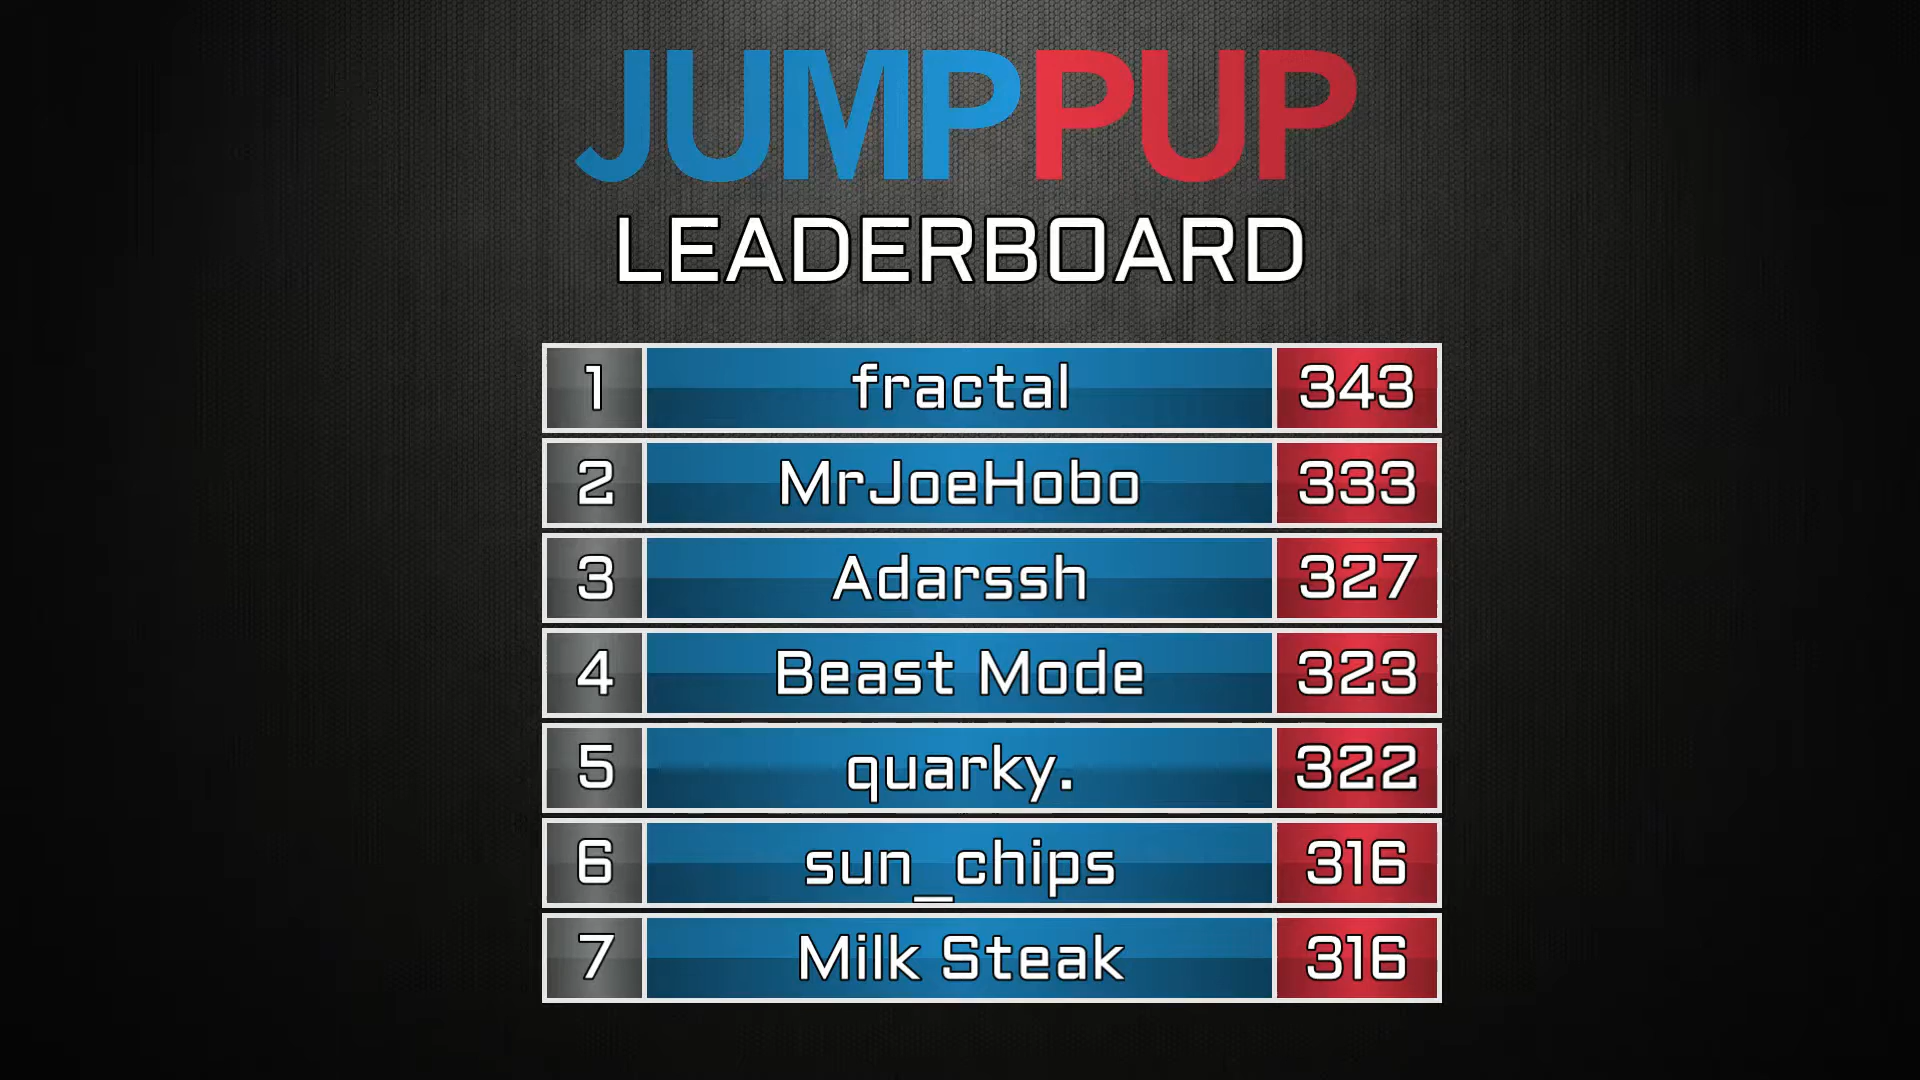 JUMPPUP
LEADERBOARD
1 fractal 343
2 MrJoeHobo 333
3 Adarssh 327
4 Beast Mode 323
5 quarky. 322
6 sun_chips 316
7 Milk Steak 316